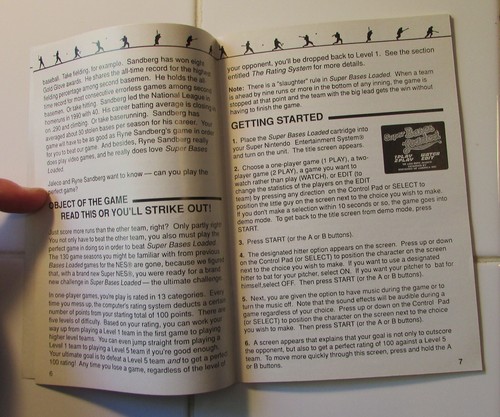 baseball. Take fielding, for example. Sandberg has won eight
Gold Glove awards. He shares the all-time record for the highest
fielding percentage among second basemen. He holds the all-
time record for most consecutive errorless games among second
basemen. Or take hitting. Sandberg led the National League in
homeruns in 1990 with 40. His career batting average is closing
on .290 and climbing. Or take baserunning. Sandberg has
averaged about 30 stolen bases per season for his career. Your
game will have to be as good as Ryne Sandberg's game in order
for you to beat our game. And besides, Ryne Sandberg really
does play video games, and he really does love Super Bases
Loaded.
Jaleco and Ryne Sandberg want to know — can you play the
perfect game?
OBJECT OF THE GAME
READ THIS OR YOU'LL STRIKE OUT!
Just score more runs than the other team, right? Only partly right!
You not only have to beat the other team, you also must play the
perfect game in doing so in order to beat Super Bases Loaded.
The 130 game seasons you might be familiar with from previous
Bases Loaded games for the NES® are gone, because we figured
that, with a brand new Super NES®, you were ready for a brand
new challenge in Super Bases Loaded — the ultimate challenge.
In one-player games, you're rated in 13 categories. Every
time you mess up, the computer's rating system deducts a certain
number of points from your starting total of 100 points. There are
five levels of difficulty. Based on your rating, you can work your
way up from playing a Level 1 team in the first game to playing
higher level teams. You can even jump straight from playing a
Level 1 team to playing a Level 5 team if you're good enough.
Your ultimate goal is to defeat a Level 5 team and to get a perfect
100 rating! Any time you lose a game, regardless of the level of
6
your opponent, you'll be dropped back to Level 1. See the section
entitled The Rating System for more details.
Note: There is a "slaughter" rule in Super Bases Loaded. When a team
is ahead by nine runs or more in the bottom of any inning, the game is
stopped at that point and the team with the big lead gets the win without
having to finish the game.
GETTING STARTED
1. Place the Super Bases Loaded cartridge into
your Super Nintendo Entertainment System®
and turn on the unit. The title screen appears.
2. Choose a one-player game (1 PLAY), a two-
player game (2 PLAY), a game you want to
watch rather than play (WATCH), or EDIT (to
change the statistics of the players on the EDIT
team) by pressing any direction on the Control Pad or SELECT to
position the title guy on the screen next to the choice you wish to make.
If you don't make a selection within 10 seconds or so, the game goes into
demo mode. To get back to the title screen from demo mode, press
START.
3. Press START (or the A or B buttons).
4. The designated hitter option appears on the screen. Press up or down
on the Control Pad (or SELECT) to position the character on the screen
next to the choice you wish to make. If you want to use a designated
hitter to bat for your pitcher, select ON. If you want your pitcher to bat for
himself,select OFF. Then press START (or the A or B buttons).
5. Next, you are given the option to have music during the game or to
turn the music off. Note that the sound effects will be audible during a
game regardless of your choice. Press up or down on the Control Pad
(or SELECT) to position the character on the screen next to the choice
you wish to make. Then press START (or the A or B buttons).
6. A screen appears that explains that your goal is not only to outscore
the opponent, but also to get a perfect rating of 100 against a Level 5
team. To move more quickly through this screen, press and hold the A
or B buttons.
7
Super
Bases
Loaded
1PLAY
2PLAY
WATCH
EDIT